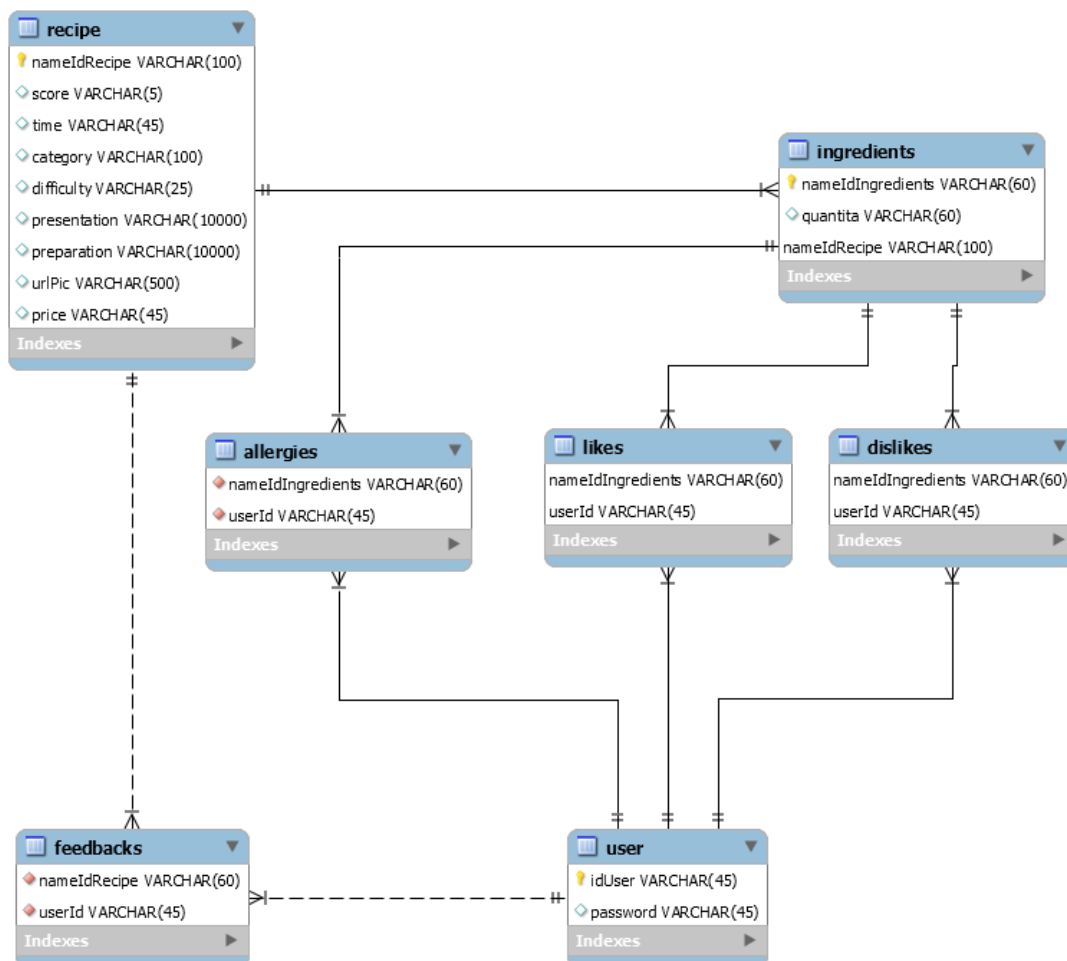 recipe
nameIdRecipe VARCHAR(100)
score VARCHAR(5)
time VARCHAR(45)
category VARCHAR(100)
difficulty VARCHAR(25)
presentation VARCHAR(10000)
preparation VARCHAR(10000)
urlPic VARCHAR(500)
price VARCHAR(45)
Indexes
ingredients
nameIdIngredients VARCHAR(60)
quantita VARCHAR(60)
nameIdRecipe VARCHAR(100)
Indexes
allergies
nameIdIngredients VARCHAR(60)
userId VARCHAR(45)
Indexes
likes
nameIdIngredients VARCHAR(60)
userId VARCHAR(45)
Indexes
dislikes
nameIdIngredients VARCHAR(60)
userId VARCHAR(45)
Indexes
feedbacks
nameIdRecipe VARCHAR(60)
userId VARCHAR(45)
Indexes
user
idUser VARCHAR(45)
password VARCHAR(45)
Indexes